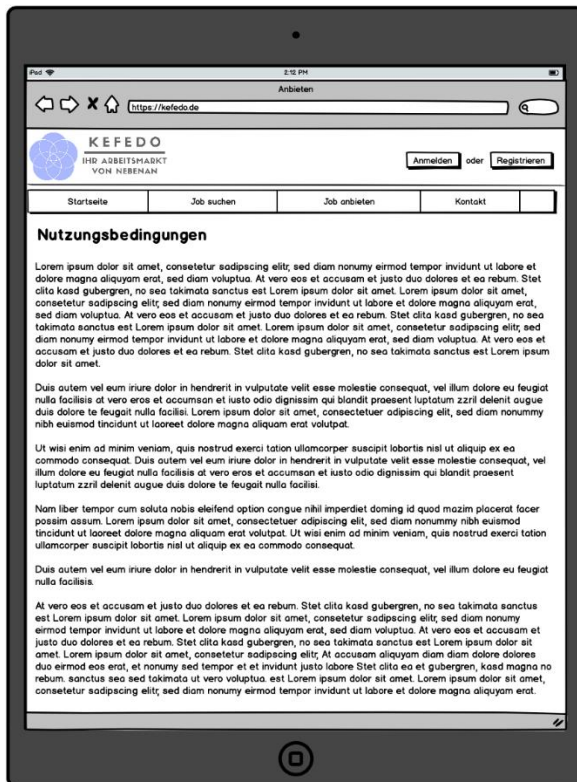 iPad
2:12 PM
Anbieten
https://kefedo.de
KEFEDO
IHR ARBEITSMARKT
VON NEBENAN
Anmelden oder Registrieren
Startseite Job suchen Job anbieten Kontakt
Nutzungsbedingungen
Lorem ipsum dolor sit amet, consetetur sadipscing elitr, sed diam nonumy eirmod tempor invidunt ut labore et
dolore magna aliquyam erat, sed diam voluptua. At vero eos et accusam et justo duo dolores et ea rebum. Stet
clita kasd gubergren, no sea takimata sanctus est Lorem ipsum dolor sit amet. Lorem ipsum dolor sit amet,
consetetur sadipscing elitr, sed diam nonumy eirmod tempor invidunt ut labore et dolore magna aliquyam erat,
sed diam voluptua. At vero eos et accusam et justo duo dolores et ea rebum. Stet clita kasd gubergren, no sea
takimata sanctus est Lorem ipsum dolor sit amet. Lorem ipsum dolor sit amet, consetetur sadipscing elitr, sed
diam nonumy eirmod tempor invidunt ut labore et dolore magna aliquyam erat, sed diam voluptua. At vero eos et
accusam et justo duo dolores et ea rebum. Stet clita kasd gubergren, no sea takimata sanctus est Lorem ipsum
dolor sit amet.
Duis autem vel eum iriure dolor in hendrerit in vulputate velit esse molestie consequat, vel illum dolore eu feugiat
nulla facilisis at vero eros et accumsan et iusto odio dignissim qui blandit praesent luptatum zzril delenit augue
duis dolore te feugait nulla facilisi. Lorem ipsum dolor sit amet, consectetuer adipiscing elit, sed diam nonummy
nibh euismod tincidunt ut laoreet dolore magna aliquam erat volutpat.
Ut wisi enim ad minim veniam, quis nostrud exerci tation ullamcorper suscipit lobortis nisl ut aliquip ex ea
commodo consequat. Duis autem vel eum iriure dolor in hendrerit in vulputate velit esse molestie consequat, vel
illum dolore eu feugiat nulla facilisis at vero eros et accumsan et iusto odio dignissim qui blandit praesent
luptatum zzril delenit augue duis dolore te feugait nulla facilisi.
Nam liber tempor cum soluta nobis eleifend option congue nihil imperdiet doming id quod mazim placerat facer
possim assum. Lorem ipsum dolor sit amet, consectetuer adipiscing elit, sed diam nonummy nibh euismod
tincidunt ut laoreet dolore magna aliquam erat volutpat. Ut wisi enim ad minim veniam, quis nostrud exerci tation
ullamcorper suscipit lobortis nisl ut aliquip ex ea commodo consequat.
Duis autem vel eum iriure dolor in hendrerit in vulputate velit esse molestie consequat, vel illum dolore eu feugiat
nulla facilisis.
At vero eos et accusam et justo duo dolores et ea rebum. Stet clita kasd gubergren, no sea takimata sanctus
est Lorem ipsum dolor sit amet. Lorem ipsum dolor sit amet, consetetur sadipscing elitr, sed diam nonumy
eirmod tempor invidunt ut labore et dolore magna aliquyam erat, sed diam voluptua. At vero eos et accusam et
justo duo dolores et ea rebum. Stet clita kasd gubergren, no sea takimata sanctus est Lorem ipsum dolor sit
amet. Lorem ipsum dolor sit amet, consetetur sadipscing elitr, At accusam aliquyam diam diam dolore dolores
duo eirmod eos erat, et nonumy sed tempor et et invidunt justo labore Stet clita ea et gubergren, kasd magna no
rebum. sanctus sea sed takimata ut vero voluptua. est Lorem ipsum dolor sit amet. Lorem ipsum dolor sit amet,
consetetur sadipscing elitr, sed diam nonumy eirmod tempor invidunt ut labore et dolore magna aliquyam erat.